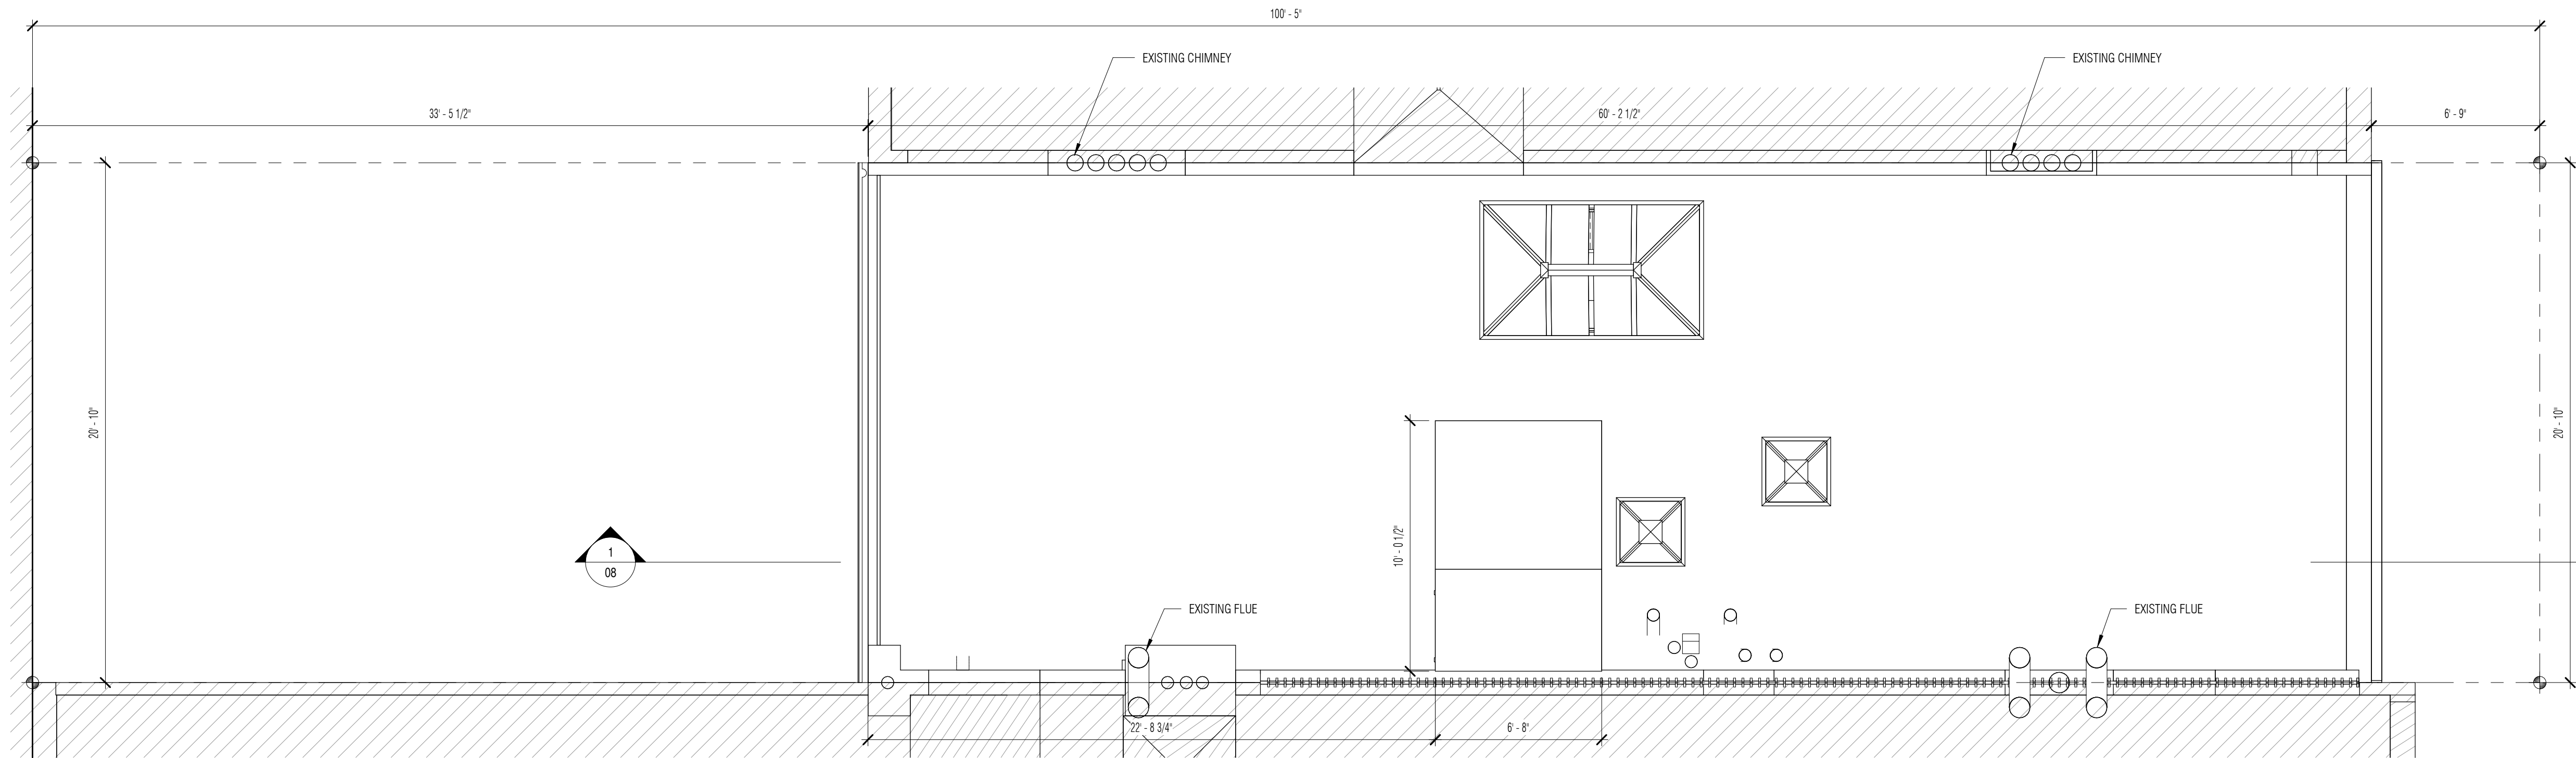 100' - 5"
EXISTING CHIMNEY
EXISTING CHIMNEY
33' - 5 1/2"
60' - 2 1/2"
6' - 9"
20' - 10"
20' - 10"
10' - 0 1/2"
1
08
EXISTING FLUE
EXISTING FLUE
22' - 8 3/4"
6' - 8"